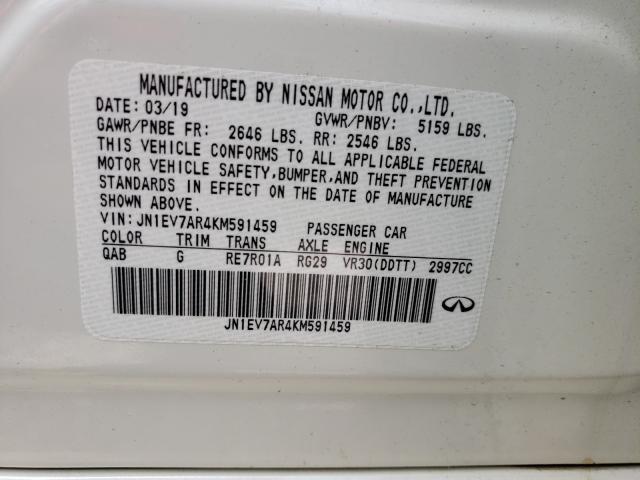 MANUFACTURED BY NISSAN MOTOR CO.,LTD.
DATE: 03/19 GVWR/PNBV: 5159 LBS.
GAWR/PNBE FR: 2646 LBS. RR: 2546 LBS.
THIS VEHICLE CONFORMS TO ALL APPLICABLE FEDERAL
MOTOR VEHICLE SAFETY,BUMPER,AND THEFT PREVENTION
STANDARDS IN EFFECT ON THE DATE OF MANUFACTURE
SHOWN ABOVE.
VIN:JN1EV7AR4KM591459 PASSENGER CAR
COLOR TRIM TRANS AXLE ENGINE
QAB G RE7R01A RG29 VR30(DDTT) 2997CC
JN1EV7AR4KM591459